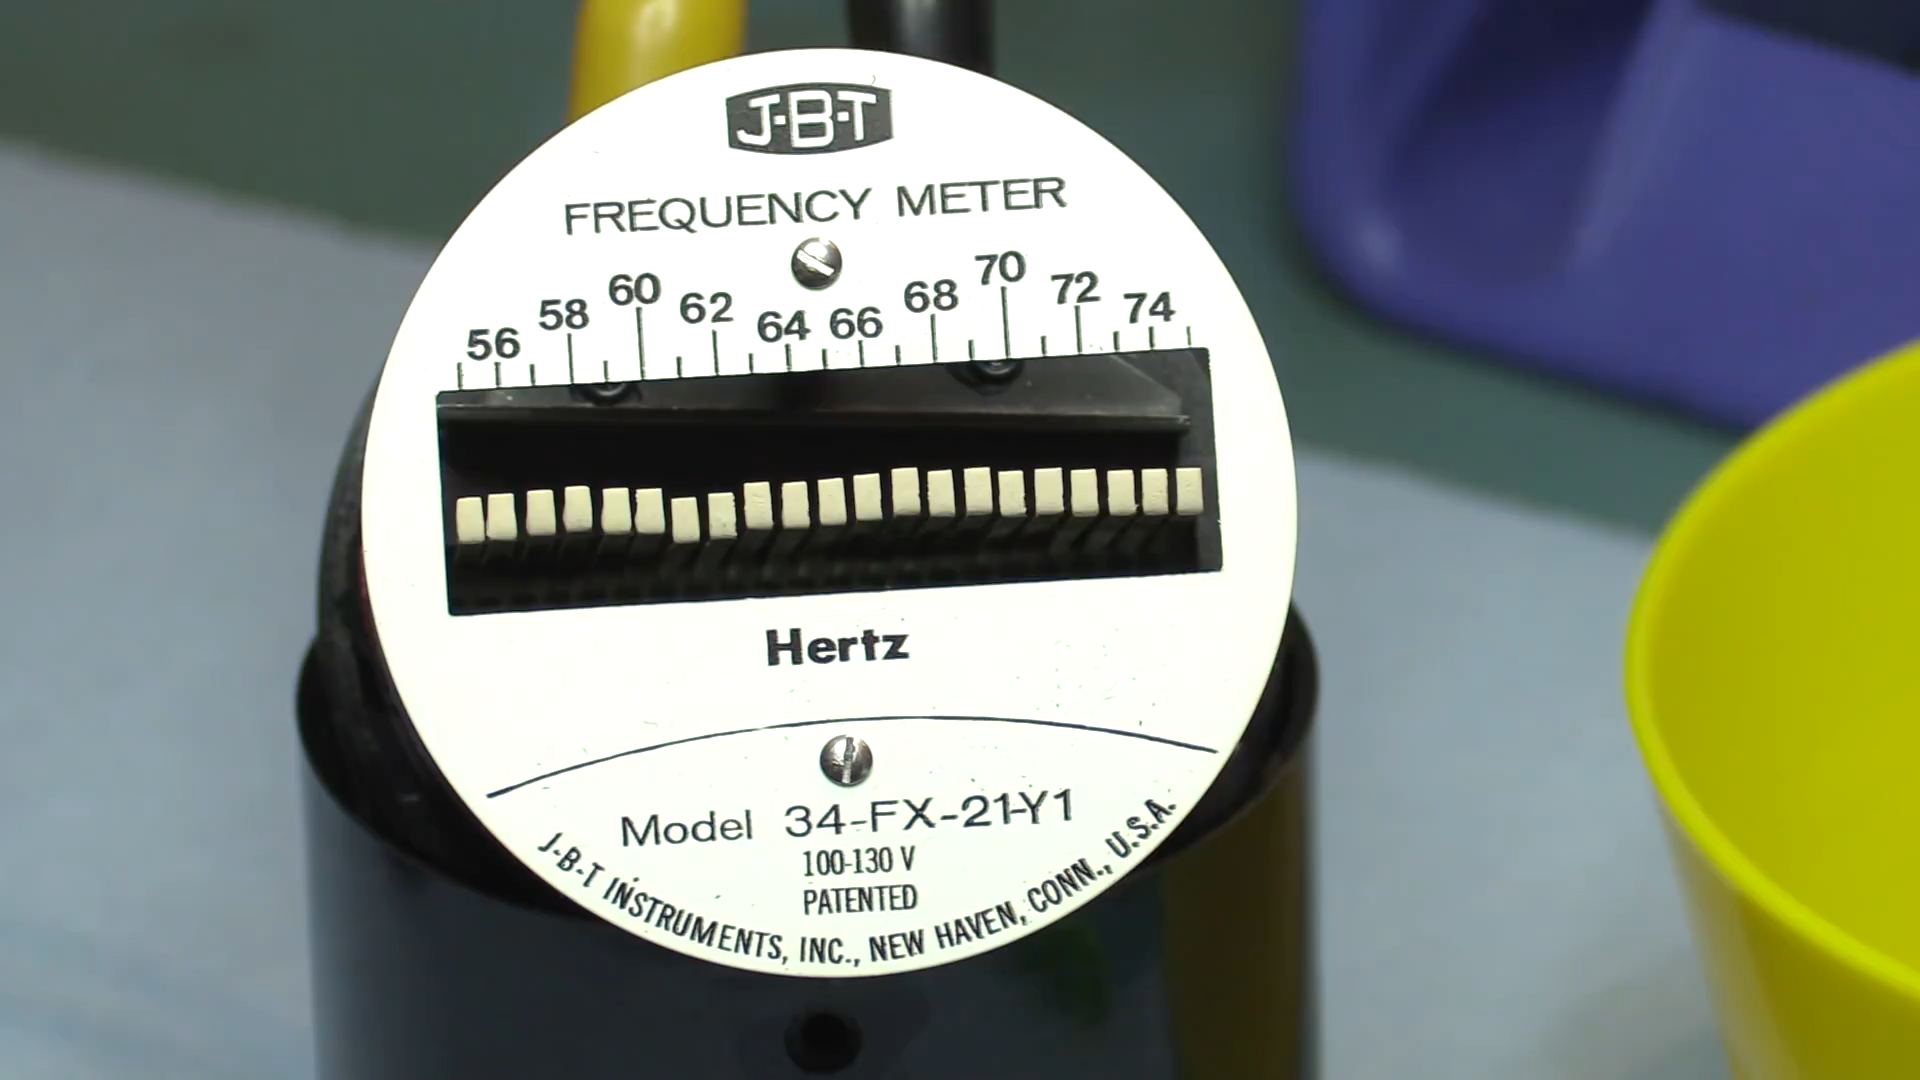 J-B-T
FREQUENCY METER
56 58 60 62 64 66 68 70 72 74
Hertz
Model 34-FX-21-Y1
100-130 V
PATENTED
J-B-T INSTRUMENTS, INC., NEW HAVEN, CONN., U.S.A.